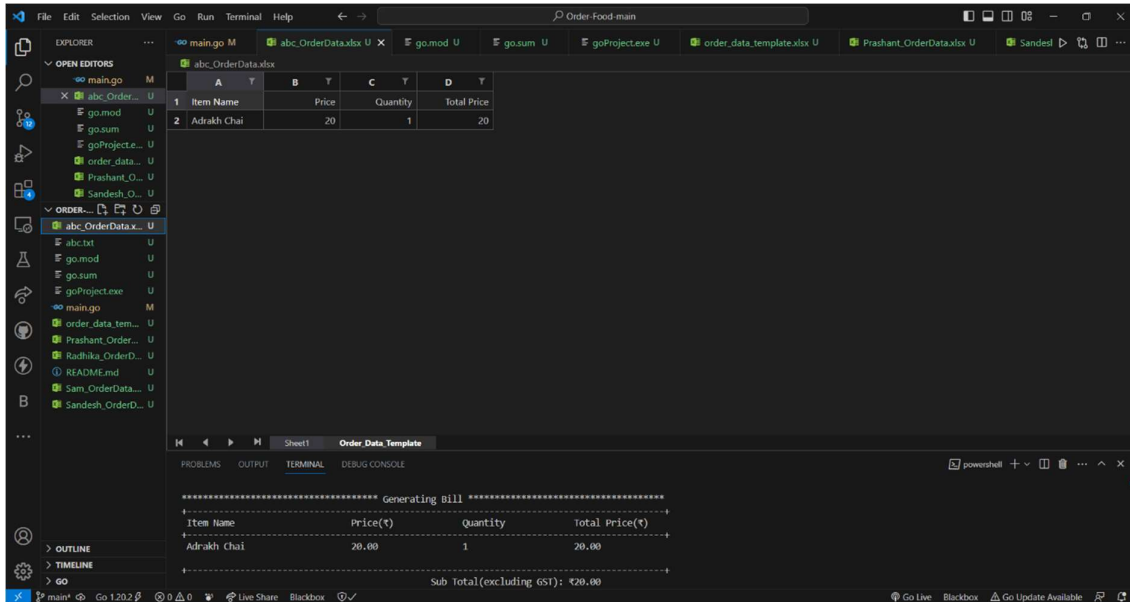 File Edit Selection View Go Run Terminal Help Order-Food-main
EXPLORER
OPEN EDITORS
main.go M
abc_Order... U
go.mod U
go.sum U
goProject.e... U
order_data... U
Prashant_O... U
Sandesh_O... U
ORDER-...
abc_OrderData.x... U
abc.txt U
go.mod U
go.sum U
goProject.exe U
main.go M
order_data_tem... U
Prashant_Order... U
Radhika_OrderD... U
README.md U
Sam_OrderData.... U
Sandesh_OrderD... U
OUTLINE
TIMELINE
GO
12
4
B
main.go M abc_OrderData.xlsx U go.mod U go.sum U goProject.exe U order_data_template.xlsx U Prashant_OrderData.xlsx U Sandesl
abc_OrderData.xlsx
A B C D
1 Item Name Price Quantity Total Price
2 Adrakh Chai 20 1 20
Sheet1 Order_Data_Template
PROBLEMS OUTPUT TERMINAL DEBUG CONSOLE powershell
************************************* Generating Bill *************************************
+-------------------------------------------------------------------------------------------+
Item Name Price(₹) Quantity Total Price(₹)
+-------------------------------------------------------------------------------------------+
Adrakh Chai 20.00 1 20.00
+-------------------------------------------------------------------------------------------+
Sub Total(excluding GST): ₹20.00
main* Go 1.20.2 0 0 0 Live Share Blackbox Go Live Blackbox Go Update Available